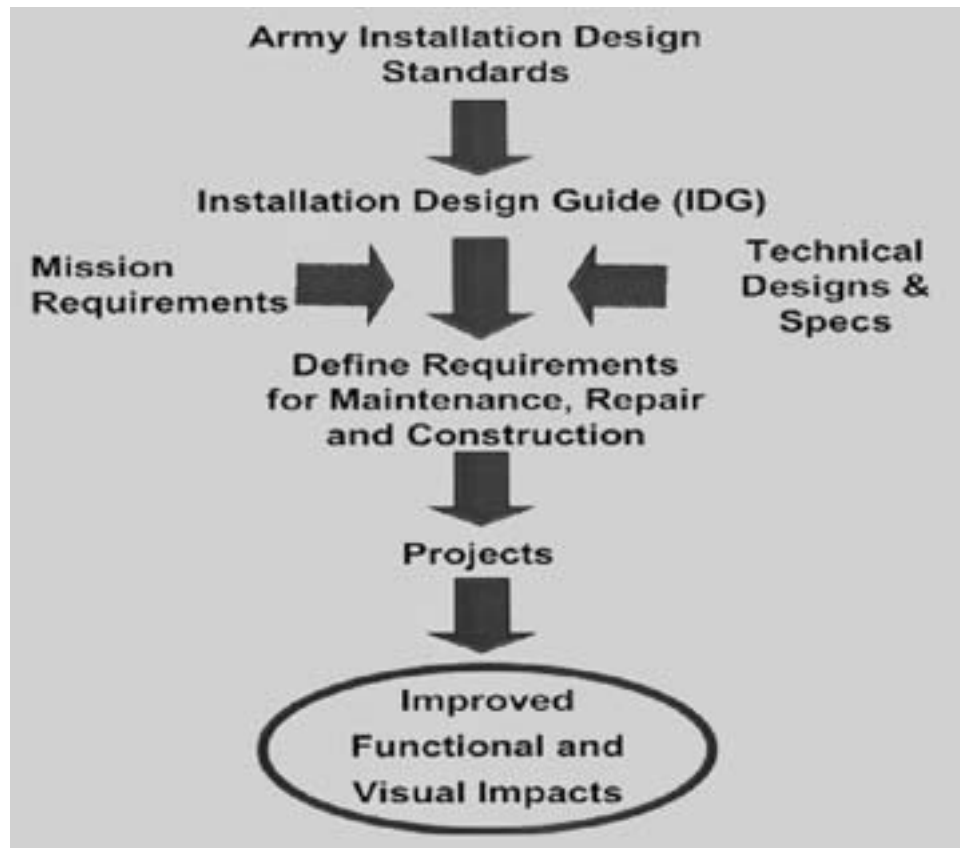 Army Installation Design
Standards
Installation Design Guide (IDG)
Mission
Requirements
Technical
Designs &
Specs
Define Requirements
for Maintenance, Repair
and Construction
Projects
Improved
Functional and
Visual Impacts